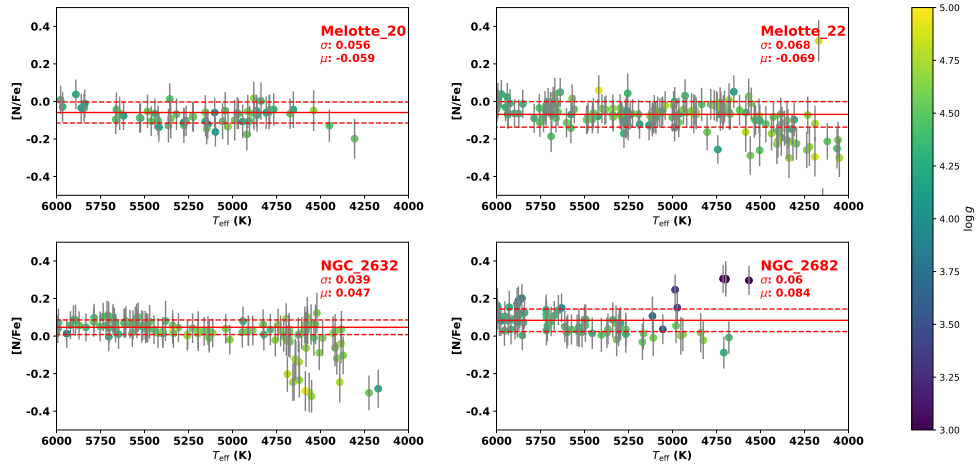 Melotte_20
σ: 0.056
μ: -0.059
[N/Fe]
0.4
0.2
0.0
-0.2
-0.4
6000 5750 5500 5250 5000 4750 4500 4250 4000
Teff (K)
Melotte_22
σ: 0.068
μ: -0.069
[N/Fe]
0.4
0.2
0.0
-0.2
-0.4
6000 5750 5500 5250 5000 4750 4500 4250 4000
Teff (K)
NGC_2632
σ: 0.039
μ: 0.047
[N/Fe]
0.4
0.2
0.0
-0.2
-0.4
6000 5750 5500 5250 5000 4750 4500 4250 4000
Teff (K)
NGC_2682
σ: 0.06
μ: 0.084
[N/Fe]
0.4
0.2
0.0
-0.2
-0.4
6000 5750 5500 5250 5000 4750 4500 4250 4000
Teff (K)
5.00
4.75
4.50
4.25
4.00
3.75
3.50
3.25
3.00
log g